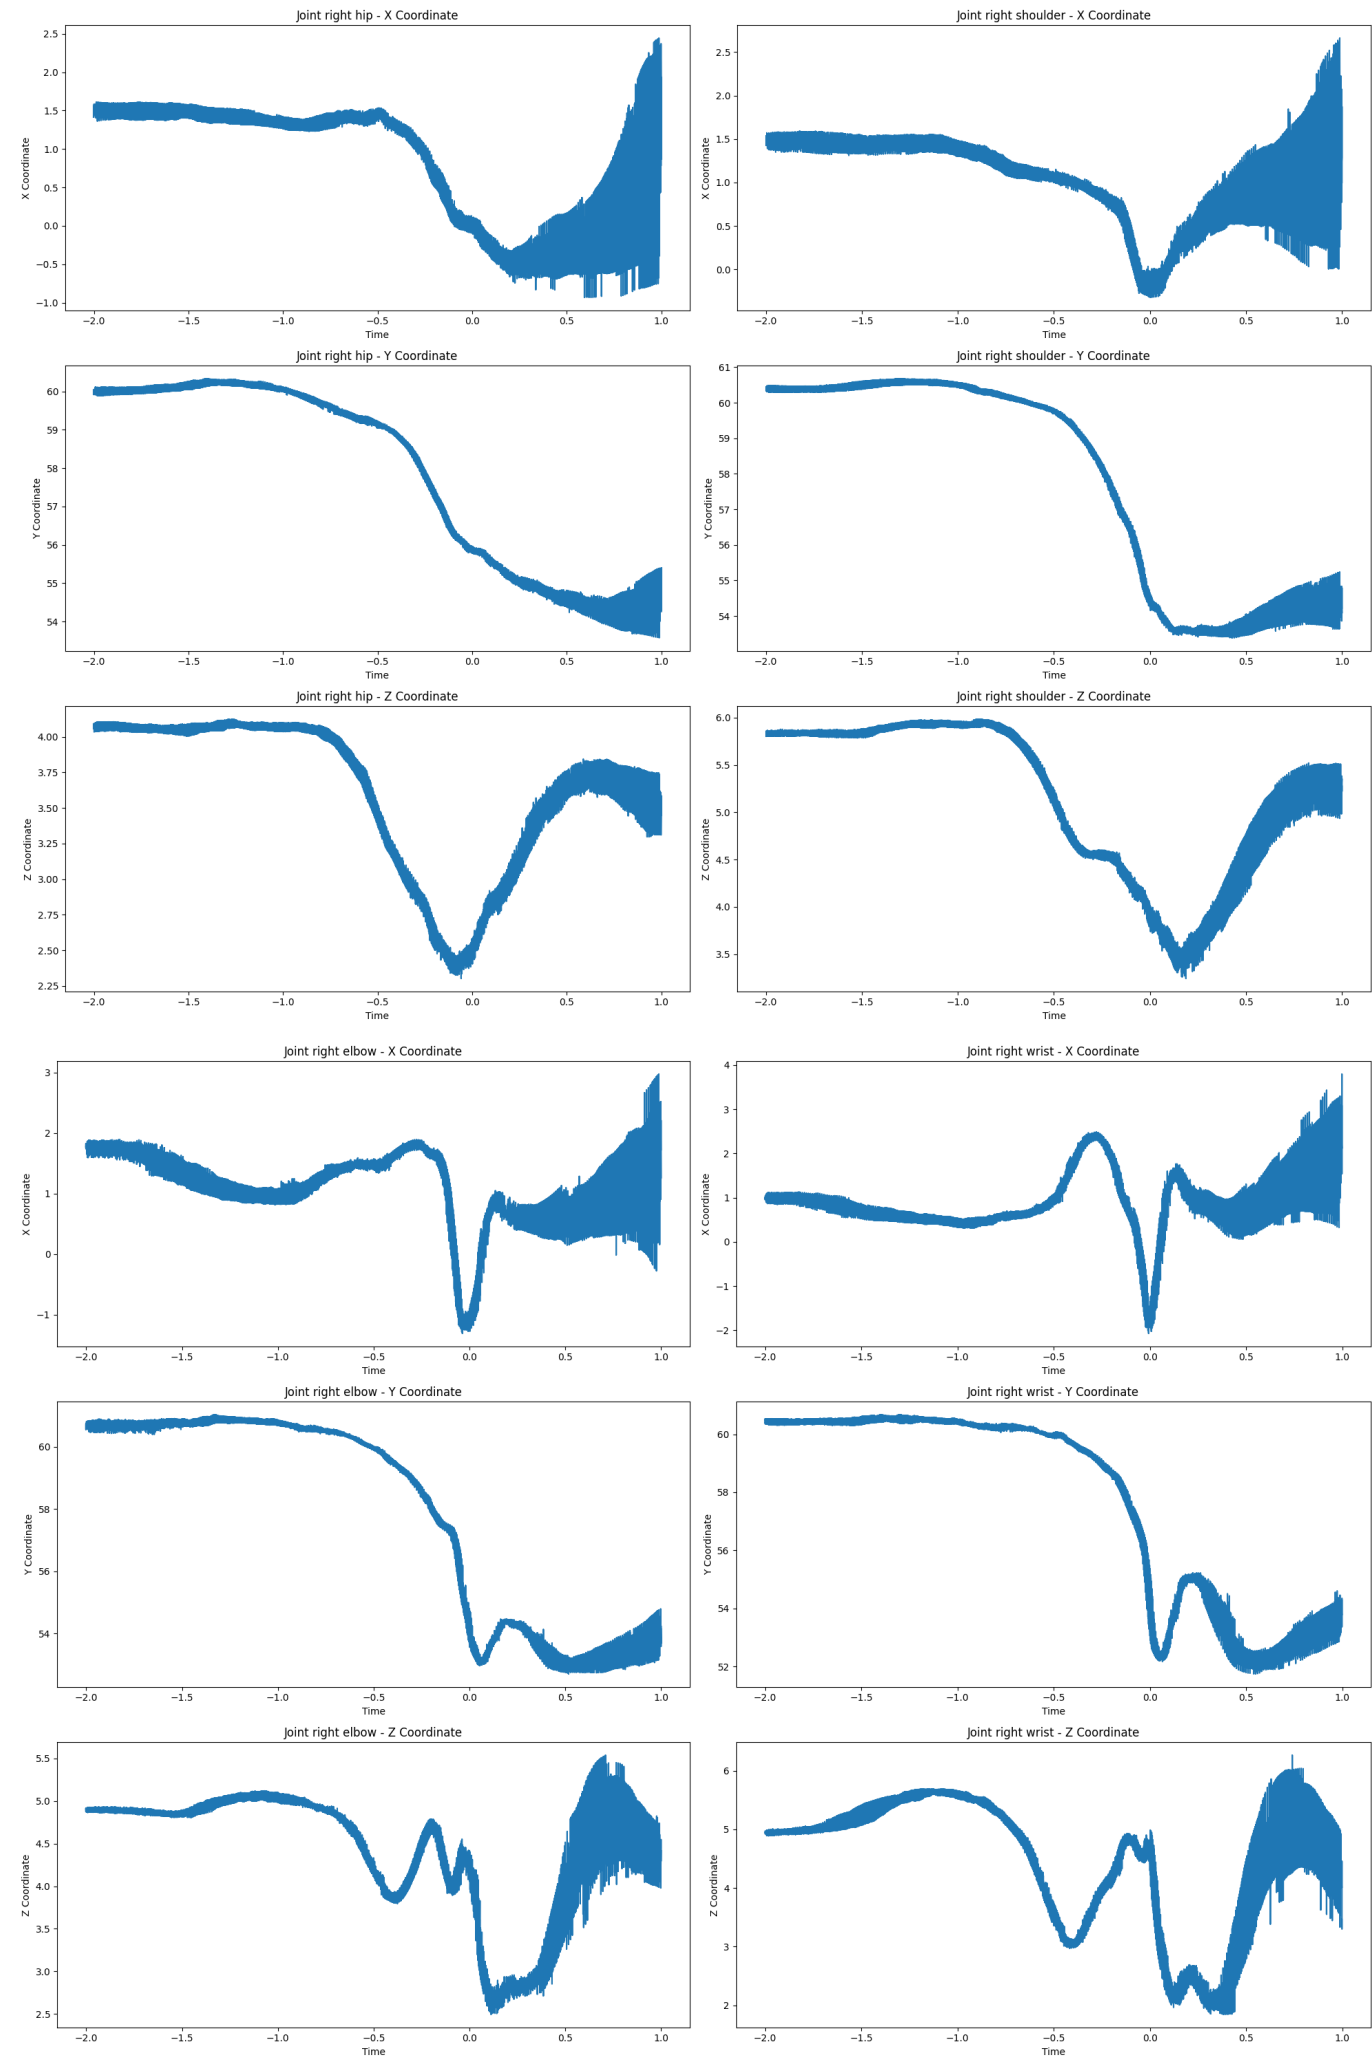 Joint right hip - X Coordinate
X Coordinate
2.5
2.0
1.5
1.0
0.5
0.0
−0.5
−1.0
−2.0 −1.5 −1.0 −0.5 0.0 0.5 1.0
Time
Joint right shoulder - X Coordinate
X Coordinate
2.5
2.0
1.5
1.0
0.5
0.0
−2.0 −1.5 −1.0 −0.5 0.0 0.5 1.0
Time
Joint right hip - Y Coordinate
Y Coordinate
60
59
58
57
56
55
54
−2.0 −1.5 −1.0 −0.5 0.0 0.5 1.0
Time
Joint right shoulder - Y Coordinate
Y Coordinate
61
60
59
58
57
56
55
54
−2.0 −1.5 −1.0 −0.5 0.0 0.5 1.0
Time
Joint right hip - Z Coordinate
Z Coordinate
4.00
3.75
3.50
3.25
3.00
2.75
2.50
2.25
−2.0 −1.5 −1.0 −0.5 0.0 0.5 1.0
Time
Joint right shoulder - Z Coordinate
Z Coordinate
6.0
5.5
5.0
4.5
4.0
3.5
−2.0 −1.5 −1.0 −0.5 0.0 0.5 1.0
Time
Joint right elbow - X Coordinate
X Coordinate
3
2
1
0
−1
−2.0 −1.5 −1.0 −0.5 0.0 0.5 1.0
Time
Joint right wrist - X Coordinate
X Coordinate
4
3
2
1
0
−1
−2
−2.0 −1.5 −1.0 −0.5 0.0 0.5 1.0
Time
Joint right elbow - Y Coordinate
Y Coordinate
60
58
56
54
−2.0 −1.5 −1.0 −0.5 0.0 0.5 1.0
Time
Joint right wrist - Y Coordinate
Y Coordinate
60
58
56
54
52
−2.0 −1.5 −1.0 −0.5 0.0 0.5 1.0
Time
Joint right elbow - Z Coordinate
Z Coordinate
5.5
5.0
4.5
4.0
3.5
3.0
2.5
−2.0 −1.5 −1.0 −0.5 0.0 0.5 1.0
Time
Joint right wrist - Z Coordinate
Z Coordinate
6
5
4
3
2
−2.0 −1.5 −1.0 −0.5 0.0 0.5 1.0
Time